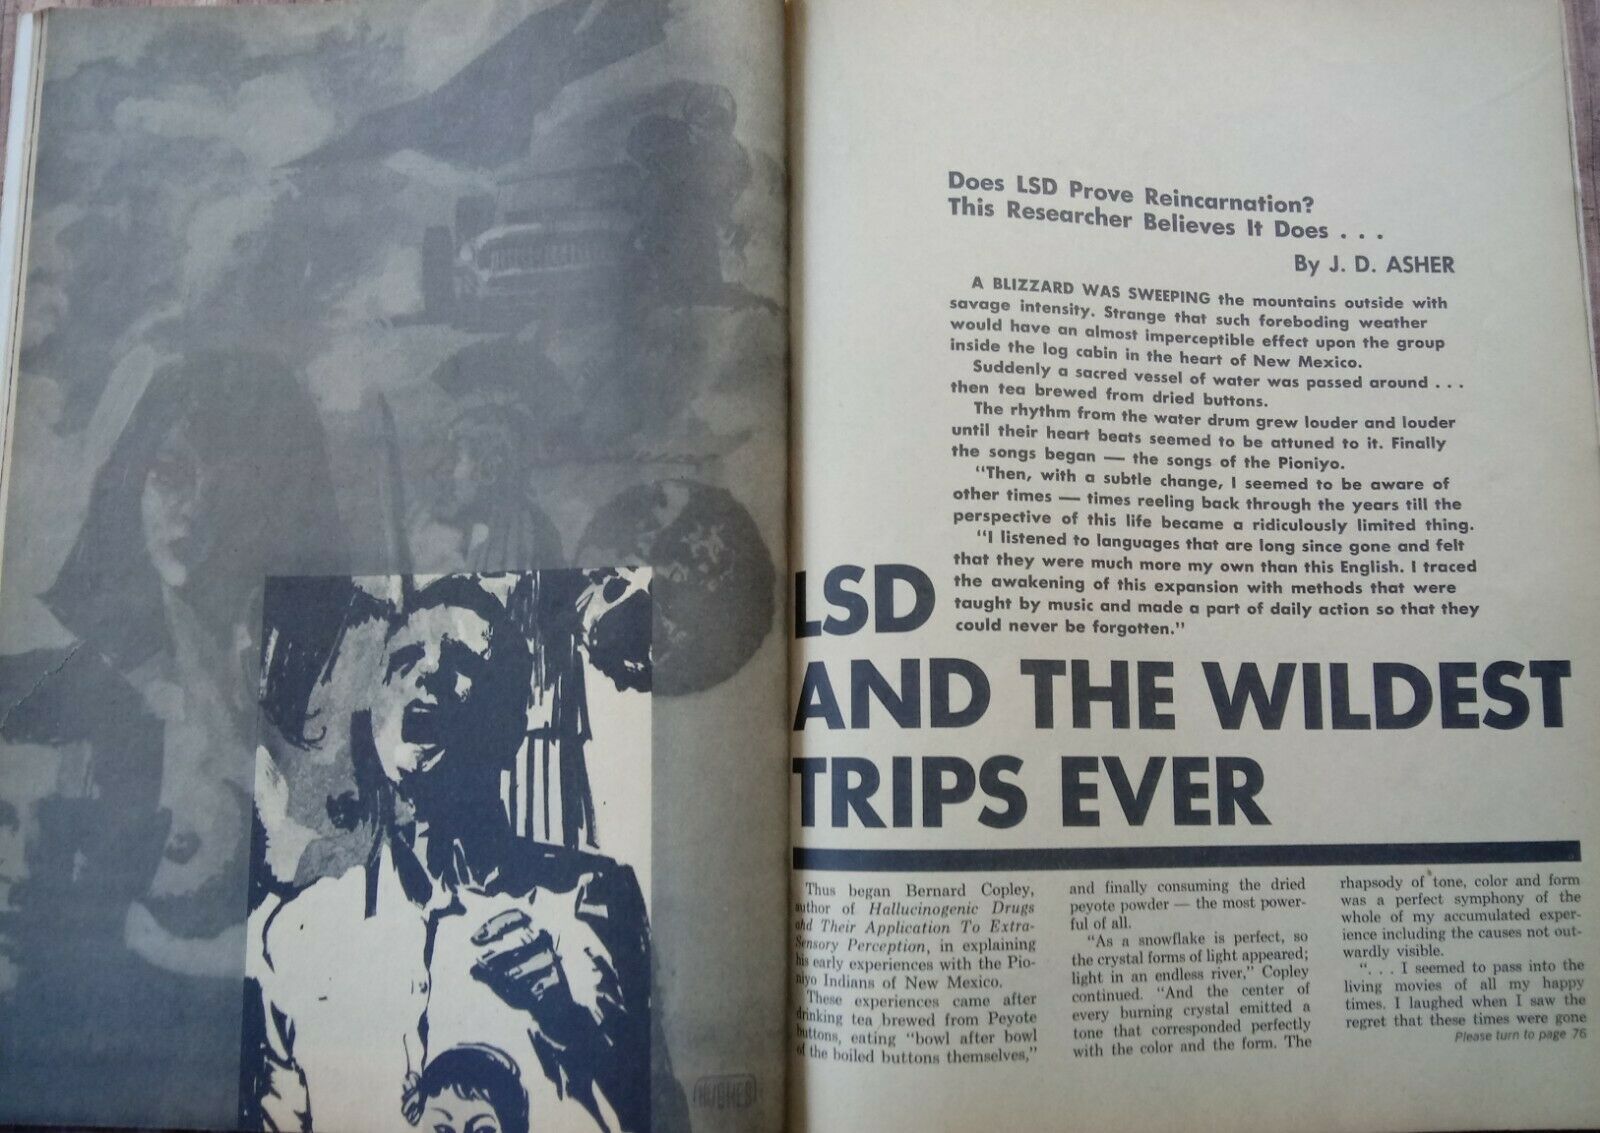 Does LSD Prove Reincarnation?
This Researcher Believes It Does . . .
By J. D. ASHER
A BLIZZARD WAS SWEEPING the mountains outside with
savage intensity. Strange that such foreboding weather
would have an almost imperceptible effect upon the group
inside the log cabin in the heart of New Mexico.
Suddenly a sacred vessel of water was passed around . . .
then tea brewed from dried buttons.
The rhythm from the water drum grew louder and louder
until their heart beats seemed to be attuned to it. Finally
the songs began — the songs of the Pioniyo.
"Then, with a subtle change, I seemed to be aware of
other times — times reeling back through the years till the
perspective of this life became a ridiculously limited thing.
"I listened to languages that are long since gone and felt
that they were much more my own than this English. I traced
the awakening of this expansion with methods that were
taught by music and made a part of daily action so that they
could never be forgotten."
LSD
AND THE WILDEST
TRIPS EVER
Thus began Bernard Copley,
author of Hallucinogenic Drugs
and Their Application To Extra-
Sensory Perception, in explaining
his early experiences with the Pio-
niyo Indians of New Mexico.
These experiences came after
drinking tea brewed from Peyote
buttons, eating "bowl after bowl
of the boiled buttons themselves,"
and finally consuming the dried
peyote powder — the most power-
ful of all.
"As a snowflake is perfect, so
the crystal forms of light appeared;
light in an endless river," Copley
continued. "And the center of
every burning crystal emitted a
tone that corresponded perfectly
with the color and the form. The
rhapsody of tone, color and form
was a perfect symphony of the
whole of my accumulated exper-
ience including the causes not out-
wardly visible.
". . . I seemed to pass into the
living movies of all my happy
times. I laughed when I saw the
regret that these times were gone
Please turn to page 76